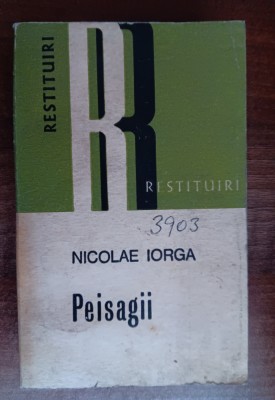 RESTITUIRI
R
RESTITUIRI
3903
NICOLAE IORGA
Peisagii